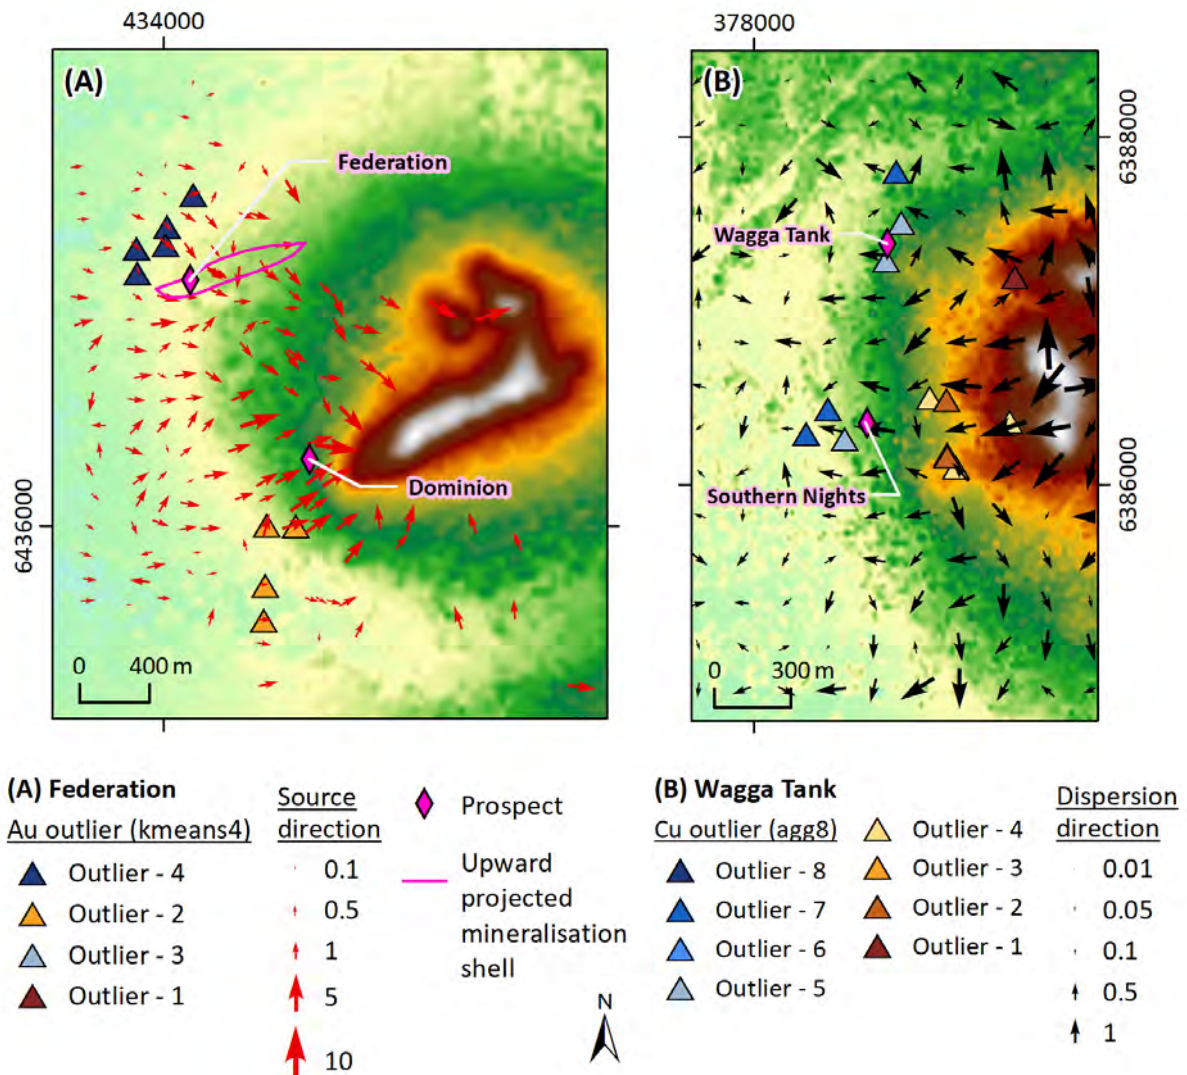 434000
378000
(A)
(B)
Federation
Wagga Tank
6388000
Dominion
Southern Nights
6436000
6386000
0 400 m
0 300 m
(A) Federation
Au outlier (kmeans4)
Outlier - 4
Outlier - 2
Outlier - 3
Outlier - 1
Source
direction
0.1
0.5
1
5
10
Prospect
Upward
projected
mineralisation
shell
N
(B) Wagga Tank
Cu outlier (agg8)
Outlier - 8
Outlier - 7
Outlier - 6
Outlier - 5
Outlier - 4
Outlier - 3
Outlier - 2
Outlier - 1
Dispersion
direction
0.01
0.05
0.1
0.5
1